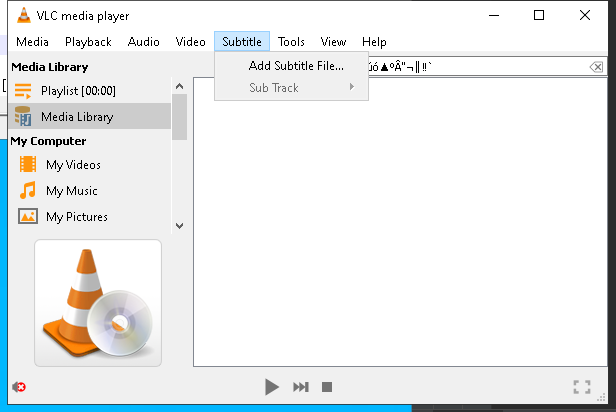 VLC media player
Media Playback Audio Video Subtitle Tools View Help
Media Library
Add Subtitle File...
Sub Track
úó▲ºÂ"¬║‼`
Playlist [00:00]
Media Library
My Computer
My Videos
My Music
My Pictures